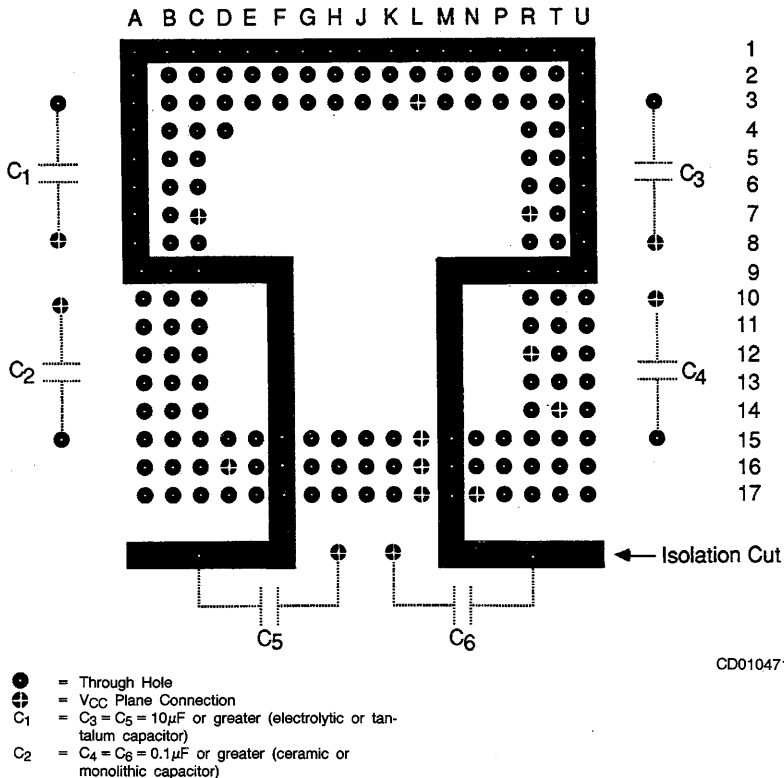 A B C D E F G H J K L M N P R T U
1
2
3
4
5
C1
C3
6
7
8
9
10
11
12
C2
C4
13
14
15
16
17
Isolation Cut
C5
C6
CD010471
= Through Hole
= VCC Plane Connection
C1 = C3 = C5 = 10μF or greater (electrolytic or tan-
talum capacitor)
C2 = C4 = C6 = 0.1μF or greater (ceramic or
monolithic capacitor)